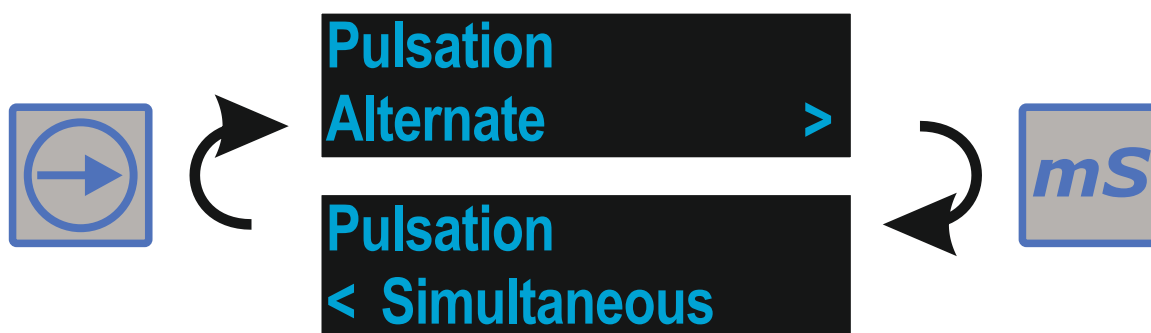 Pulsation
Alternate >
mS
Pulsation
< Simultaneous